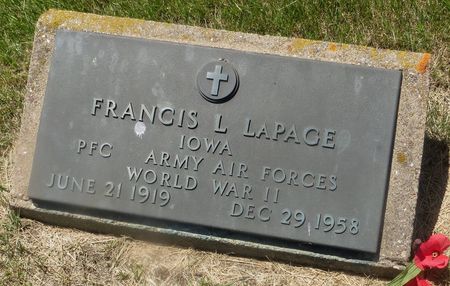 FRANCIS L LAPAGE
IOWA
PFC ARMY AIR FORCES
WORLD WAR II
JUNE 21 1919 DEC 29 1958